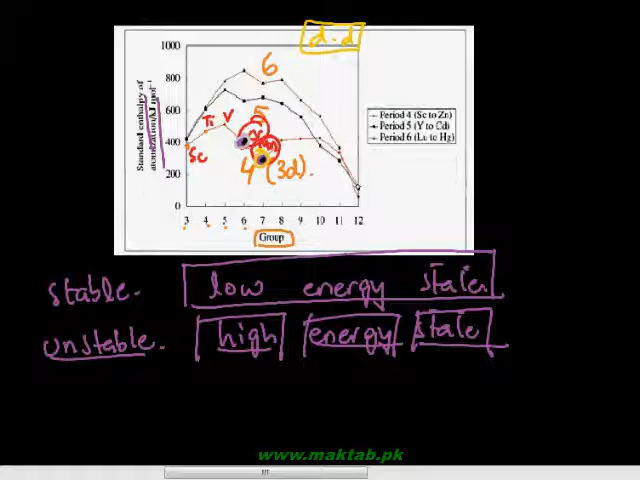 d-d
1000
800
600
400
200
0
Standard enthalpy of
atomization/kJ mol⁻¹
6
5
Ti V
Sc
4 (3d).
3 4 5 6 7 8 9 10 11 12
Group
Period 4 (Sc to Zn)
Period 5 (Y to Cd)
Period 6 (La to Hg)
stable. low energy state.
unstable. high energy state
www.maktab.pk